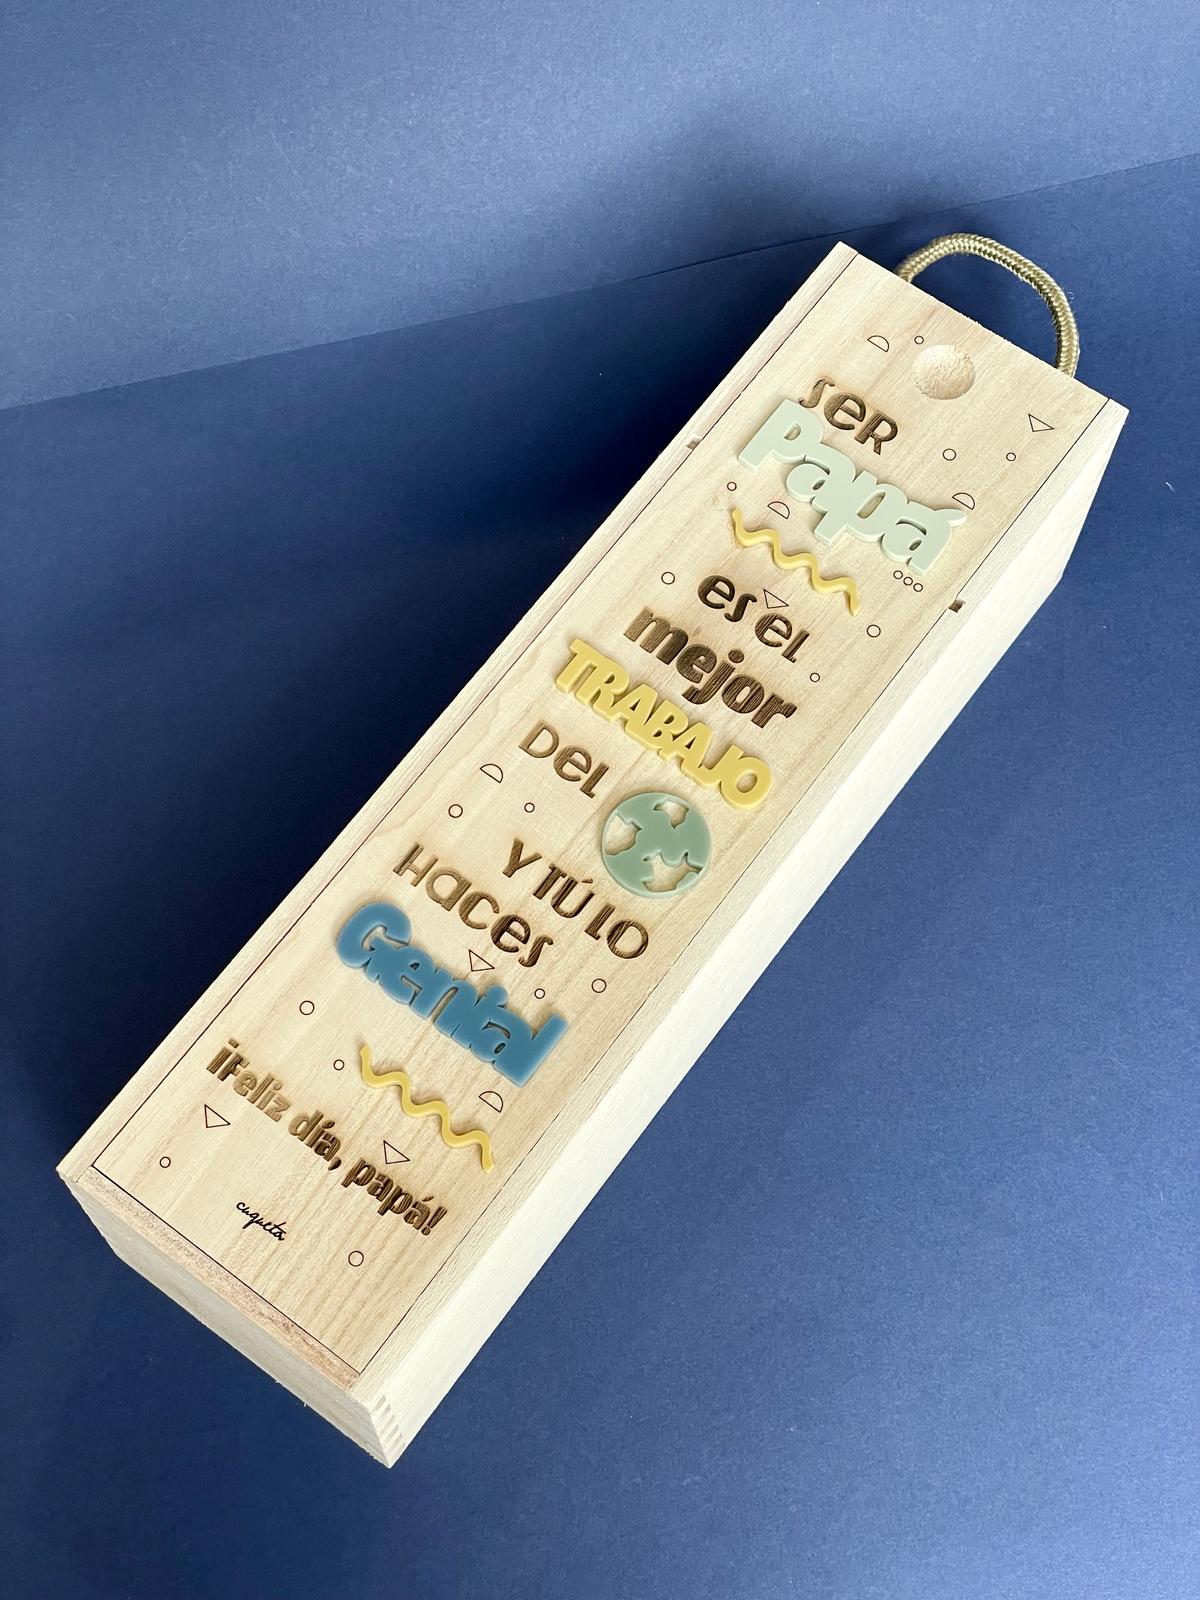 SER
Papá
es el
mejor
TRABAJO
DEL
Y TÚ LO
Haces
Genial
¡Feliz día, papá!
cuqueta